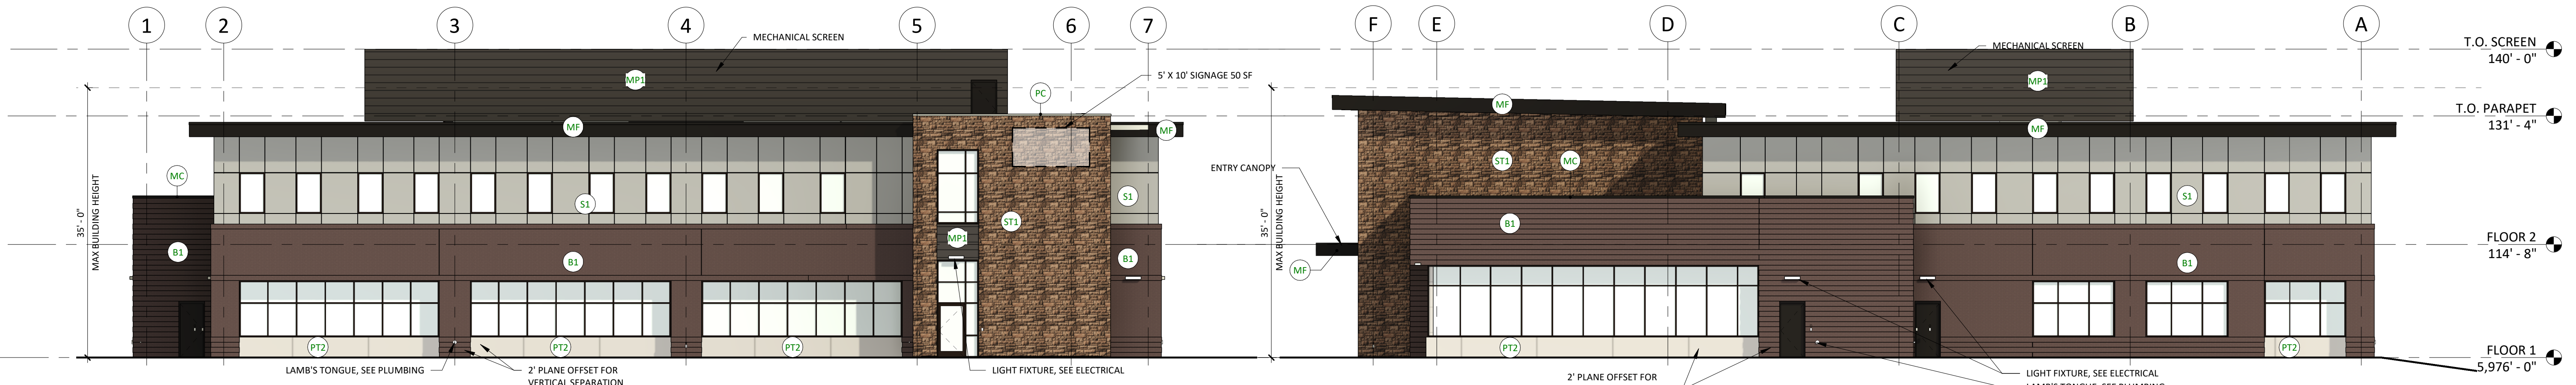 1 2 3 4 5 6 7 F E D C B A
MECHANICAL SCREEN
MP1
5' X 10' SIGNAGE 50 SF
PC
MF
MF
MC
35' - 0"
MAX BUILDING HEIGHT
S1
S1
ST1
MP1
B1
B1
B1
PT2
PT2
PT2
LAMB'S TONGUE, SEE PLUMBING
2' PLANE OFFSET FOR
VERTICAL SEPARATION
LIGHT FIXTURE, SEE ELECTRICAL
MECHANICAL SCREEN
MP1
MF
MF
ENTRY CANOPY
35' - 0"
MAX BUILDING HEIGHT
ST1
MC
S1
B1
MF
B1
PT2
PT2
2' PLANE OFFSET FOR
LIGHT FIXTURE, SEE ELECTRICAL
LAMB'S TONGUE, SEE PLUMBING
T.O. SCREEN
140' - 0"
T.O. PARAPET
131' - 4"
FLOOR 2
114' - 8"
FLOOR 1
5,976' - 0"